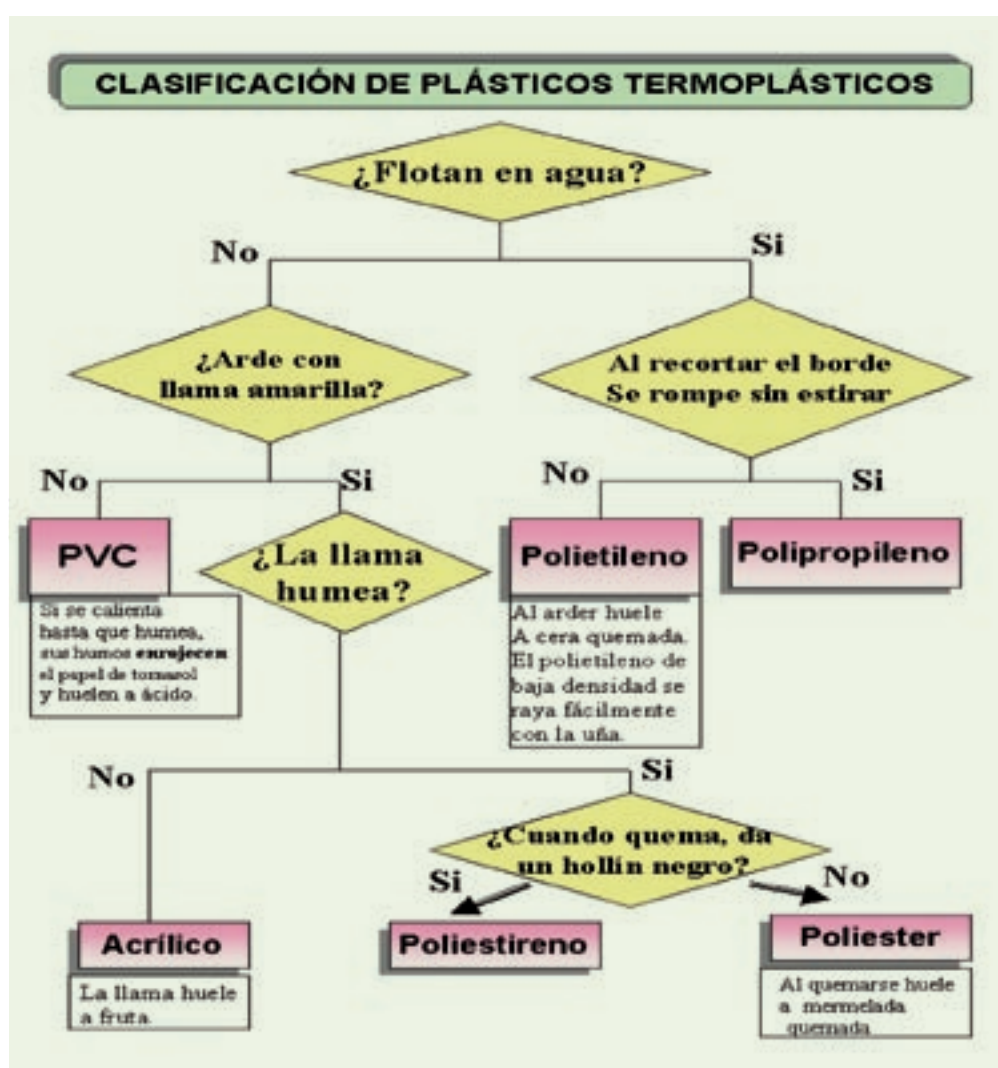 CLASIFICACIÓN DE PLÁSTICOS TERMOPLÁSTICOS
¿Flotan en agua?
No
Si
¿Arde con
llama amarilla?
Al recortar el borde
Se rompe sin estirar
No
Si
No
Si
PVC
Si se calienta
hasta que humea,
sus humos enrojecen
el papel de tornasol
y huelen a ácido.
¿La llama
humea?
Polietileno
Al arder huele
A cera quemada.
El polietileno de
baja densidad se
raya fácilmente
con la uña.
Polipropileno
No
Si
¿Cuando quema, da
un hollín negro?
Si
No
Acrílico
La llama huele
a fruta
Poliestireno
Poliester
Al quemarse huele
a mermelada
quemada